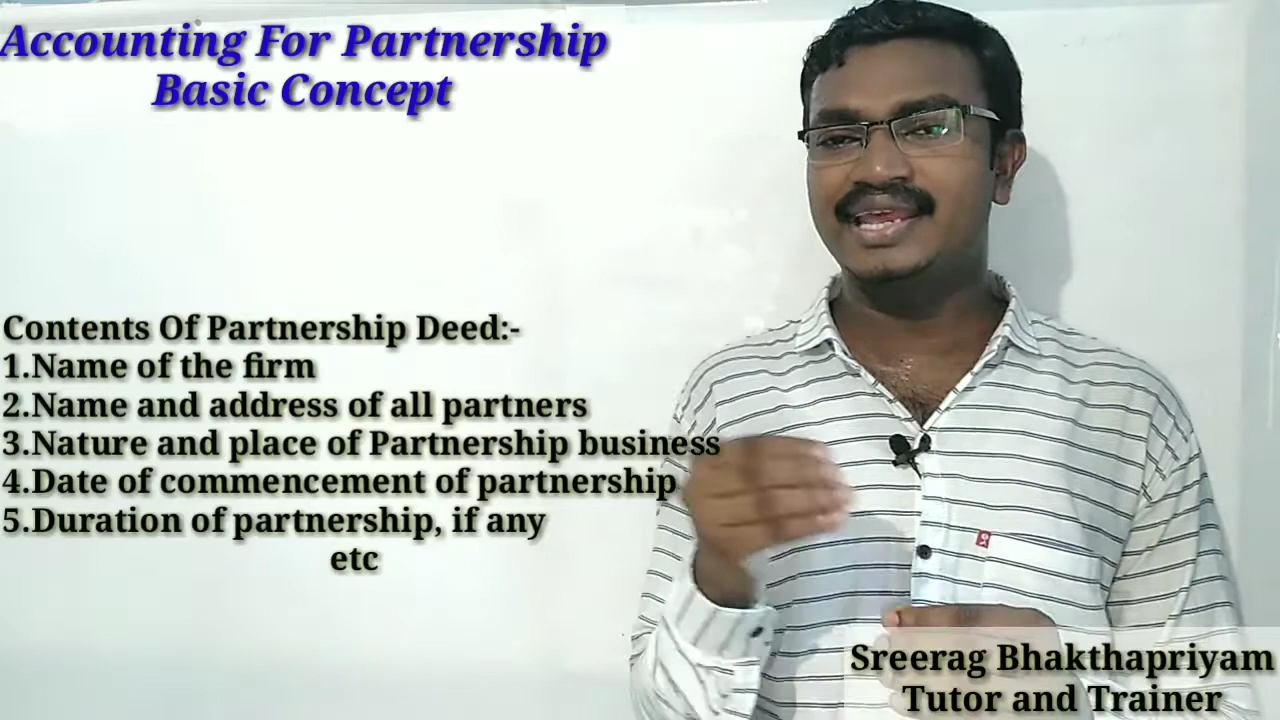 Accounting For Partnership
Basic Concept
Contents Of Partnership Deed:-
1.Name of the firm
2.Name and address of all partners
3.Nature and place of Partnership business
4.Date of commencement of partnership
5.Duration of partnership, if any
etc
Sreerag Bhakthapriyam
Tutor and Trainer